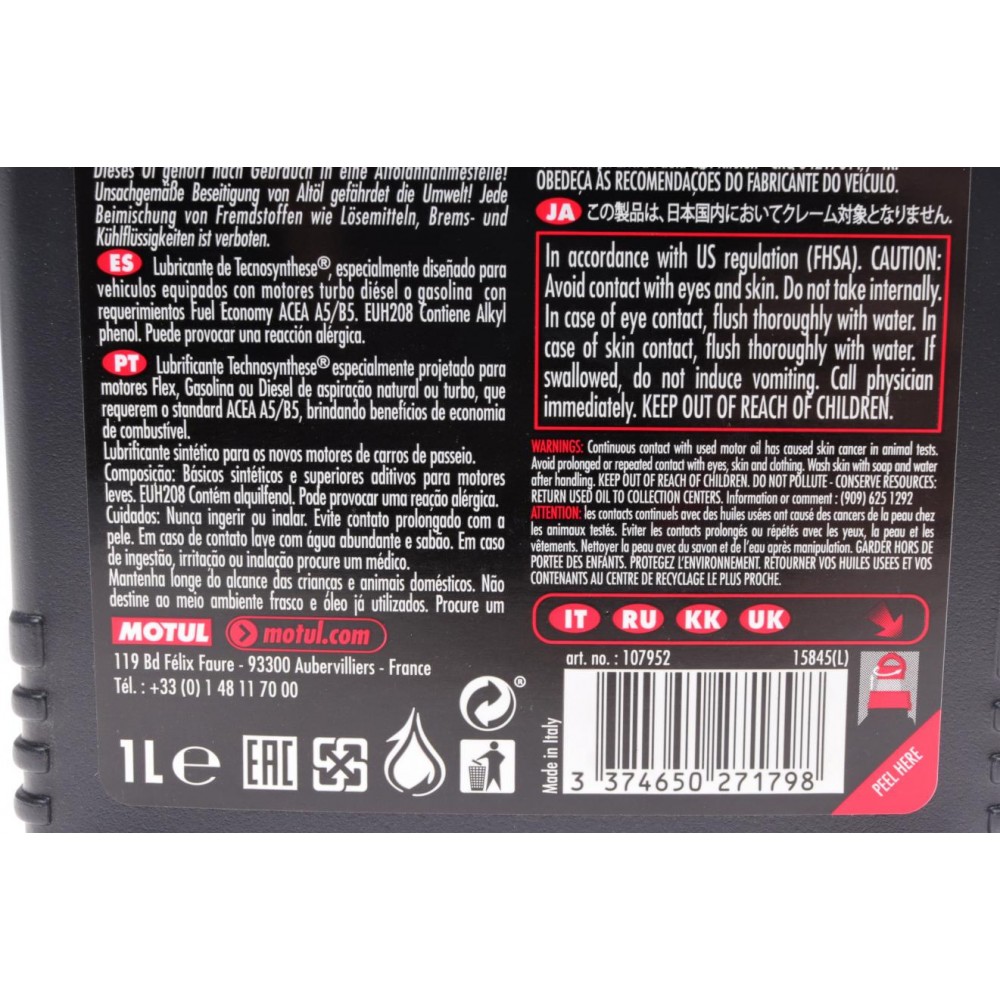 Dieses Öl gehört nach Gebrauch in eine Altölannahmestelle!
Unsachgemäße Beseitigung von Altöl gefährdet die Umwelt! Jede
Beimischung von Fremdstoffen wie Lösemitteln, Brems- und
Kühlflüssigkeiten ist verboten.
ES Lubricante de Tecnosynthese®, especialmente diseñado para
vehiculos equipados con motores turbo diésel o gasolina con
requerimientos Fuel Economy ACEA A5/B5. EUH208 Contiene Alkyl
phenol. Puede provocar una reacción alérgica.
PT Lubrificante Technosynthese® especialmente projetado para
motores Flex, Gasolina ou Diesel de aspiração natural ou turbo, que
requerem o standard ACEA A5/B5, brindando benefícios de economia
de combustível.
Lubrificante sintético para os novos motores de carros de passeio.
Composição: Básicos sintéticos e superiores aditivos para motores
leves. EUH208 Contém alquilfenol. Pode provocar uma reação alérgica.
Cuidados: Nunca ingerir ou inalar. Evite contato prolongado com a
pele. Em caso de contato lave com água abundante e sabão. Em caso
de ingestão, irritação ou inalação procure um médico.
Mantenha longe do alcance das crianças e animais domésticos. Não
destine ao meio ambiente frasco e óleo já utilizados. Procure um
MOTUL motul.com
119 Bd Félix Faure - 93300 Aubervilliers - France
Tél. : +33 (0) 1 48 11 70 00
1L e EAC
OBEDEÇA ÀS RECOMENDAÇÕES DO FABRICANTE DO VEÍCULO.
JA この製品は、日本国内においてクレーム対象となりません.
In accordance with US regulation (FHSA). CAUTION:
Avoid contact with eyes and skin. Do not take internally.
In case of eye contact, flush thoroughly with water. In
case of skin contact, flush thoroughly with water. If
swallowed, do not induce vomiting. Call physician
immediately. KEEP OUT OF REACH OF CHILDREN.
WARNINGS: Continuous contact with used motor oil has caused skin cancer in animal tests.
Avoid prolonged or repeated contact with eyes, skin and clothing. Wash skin with soap and water
after handling. KEEP OUT OF REACH OF CHILDREN. DO NOT POLLUTE - CONSERVE RESOURCES:
RETURN USED OIL TO COLLECTION CENTERS. Information or comment : (909) 625 1292
ATTENTION: les contacts continuels avec des huiles usées ont causé des cancers de la peau chez
les animaux testés. Eviter les contacts prolongés ou répétés avec les yeux, la peau et les
vêtements. Nettoyer la peau avec du savon et de l'eau après manipulation. GARDER HORS DE
PORTEE DES ENFANTS. PROTEGEZ L'ENVIRONNEMENT. RETOURNER VOS HUILES USEES ET VOS
CONTENANTS AU CENTRE DE RECYCLAGE LE PLUS PROCHE.
IT RU KK UK
art. no. : 107952 15845(L)
Made in Italy
3 374650 271798
PEEL HERE